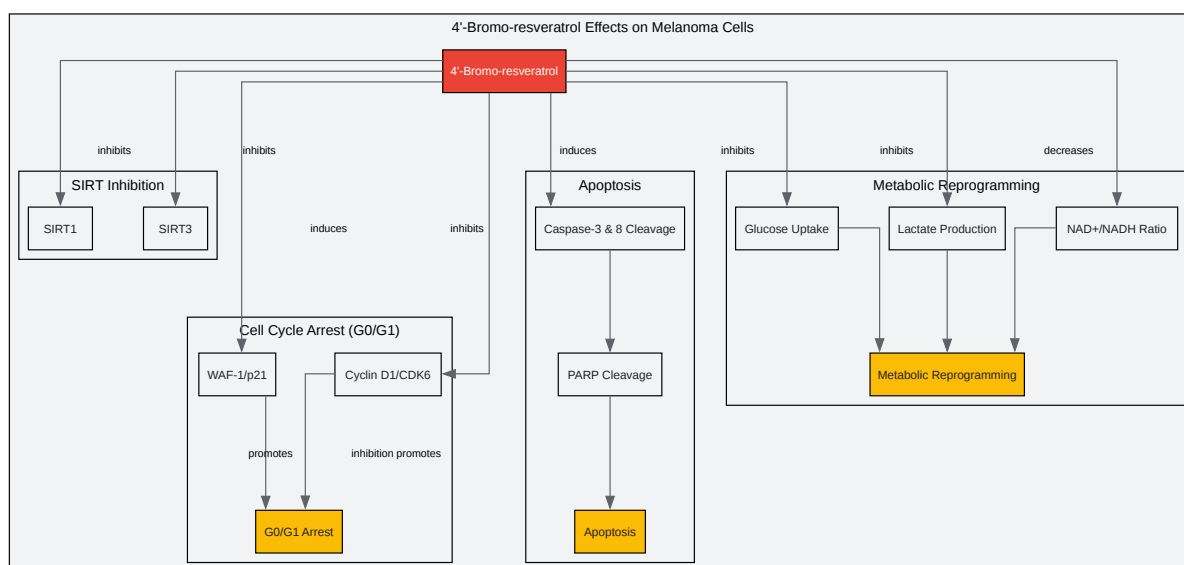 4'-Bromo-resveratrol Effects on Melanoma Cells
4'-Bromo-resveratrol
inhibits
inhibits
induces
inhibits
inhibits
decreases
SIRT Inhibition
Apoptosis
Metabolic Reprogramming
SIRT1
SIRT3
induces
inhibits
Caspase-3 & 8 Cleavage
Glucose Uptake
Lactate Production
NAD+/NADH Ratio
Cell Cycle Arrest (G0/G1)
WAF-1/p21
Cyclin D1/CDK6
PARP Cleavage
Metabolic Reprogramming
promotes
inhibition promotes
G0/G1 Arrest
Apoptosis